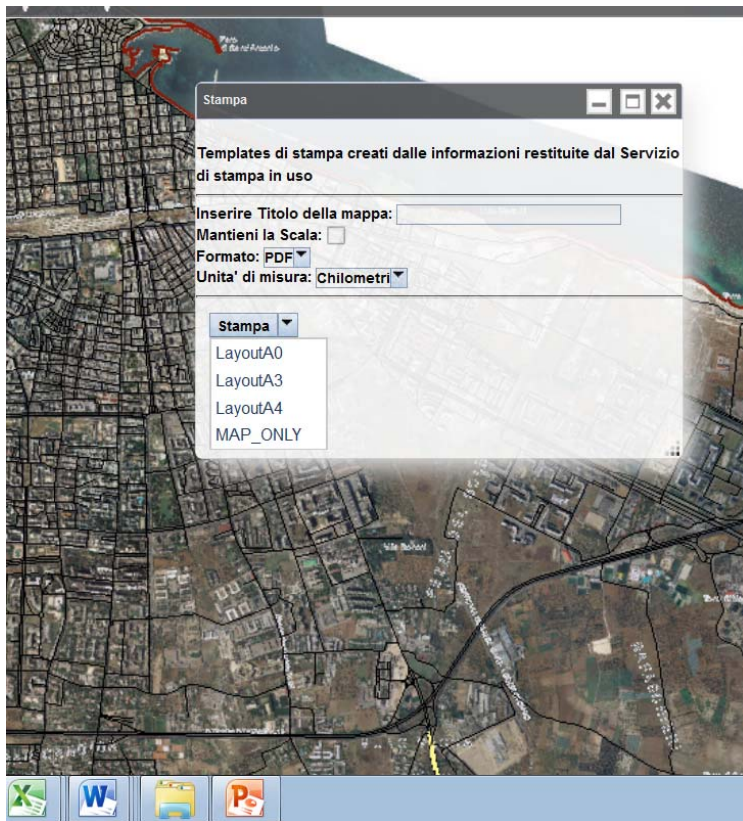 Stampa
Templates di stampa creati dalle informazioni restituite dal Servizio
di stampa in uso
Inserire Titolo della mappa:
Mantieni la Scala:
Formato: PDF
Unita' di misura: Chilometri
Stampa
LayoutA0
LayoutA3
LayoutA4
MAP_ONLY